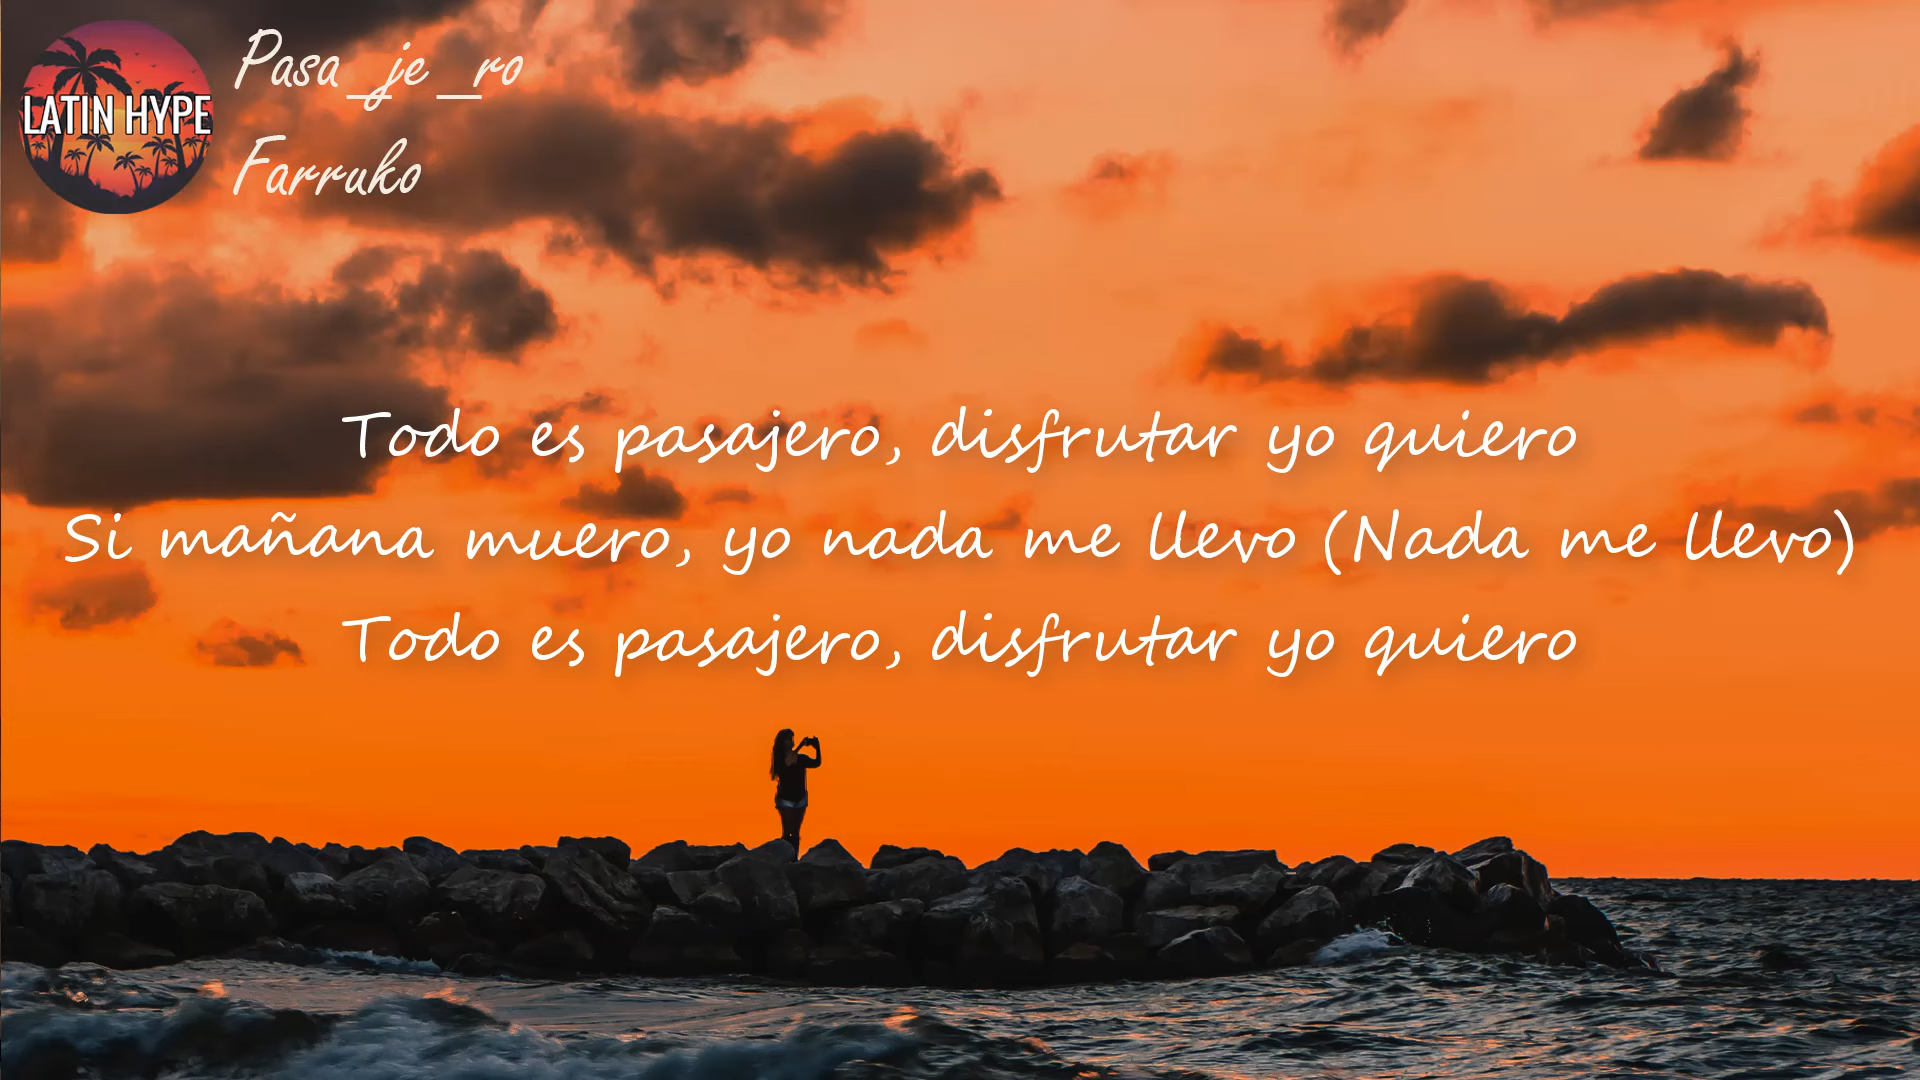 LATIN HYPE
Pasa_je_ro
Farruko
Todo es pasajero, disfrutar yo quiero
Si mañana muero, yo nada me llevo (Nada me llevo)
Todo es pasajero, disfrutar yo quiero